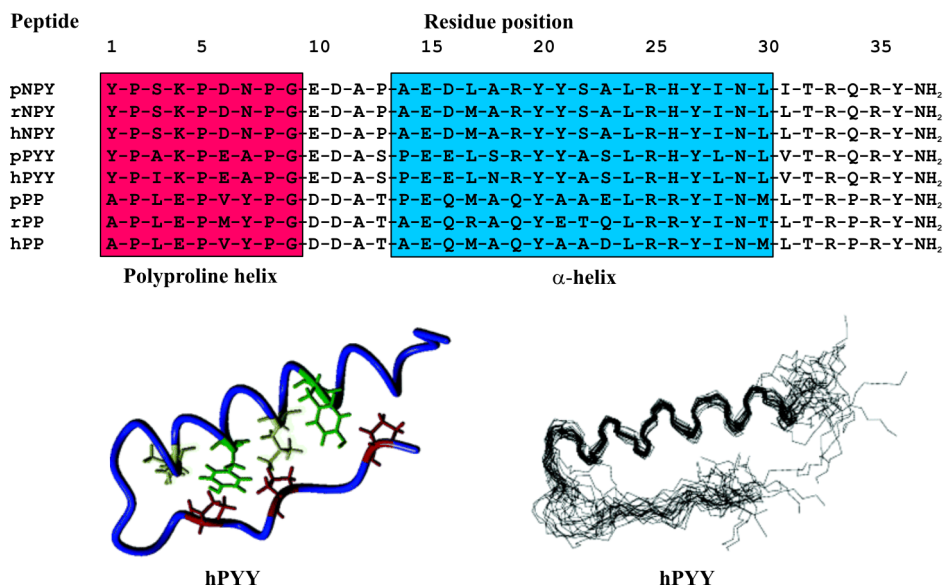 Peptide Residue position
1 5 10 15 20 25 30 35
pNPY Y-P-S-K-P-D-N-P-G-E-D-A-P-A-E-D-L-A-R-Y-Y-S-A-L-R-H-Y-I-N-L-I-T-R-Q-R-Y-NH₂
rNPY Y-P-S-K-P-D-N-P-G-E-D-A-P-A-E-D-M-A-R-Y-Y-S-A-L-R-H-Y-I-N-L-L-T-R-Q-R-Y-NH₂
hNPY Y-P-S-K-P-D-N-P-G-E-D-A-P-A-E-D-M-A-R-Y-Y-S-A-L-R-H-Y-I-N-L-L-T-R-Q-R-Y-NH₂
pPYY Y-P-A-K-P-E-A-P-G-E-D-A-S-P-E-E-L-S-R-Y-Y-A-S-L-R-H-Y-L-N-L-V-T-R-Q-R-Y-NH₂
hPYY Y-P-I-K-P-E-A-P-G-E-D-A-S-P-E-E-L-N-R-Y-Y-A-S-L-R-H-Y-L-N-L-V-T-R-Q-R-Y-NH₂
pPP A-P-L-E-P-V-Y-P-G-D-D-A-T-P-E-Q-M-A-Q-Y-A-A-E-L-R-R-Y-I-N-M-L-T-R-P-R-Y-NH₂
rPP A-P-L-E-P-M-Y-P-G-D-D-A-T-A-E-Q-R-A-Q-Y-E-T-Q-L-R-R-Y-I-N-T-L-T-R-P-R-Y-NH₂
hPP A-P-L-E-P-V-Y-P-G-D-D-A-T-A-E-Q-M-A-Q-Y-A-A-D-L-R-R-Y-I-N-M-L-T-R-P-R-Y-NH₂
Polyproline helix α-helix
hPYY hPYY